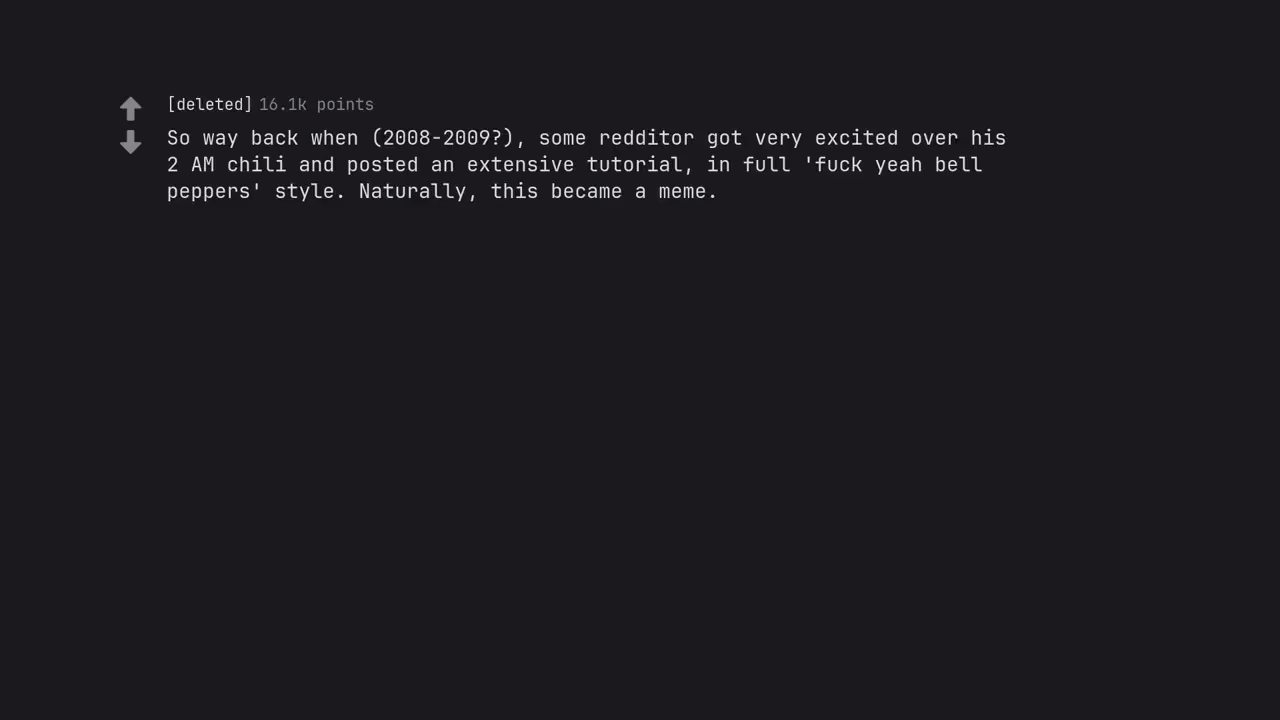 [deleted] 16.1k points
So way back when (2008-2009?), some redditor got very excited over his
2 AM chili and posted an extensive tutorial, in full 'fuck yeah bell
peppers' style. Naturally, this became a meme.